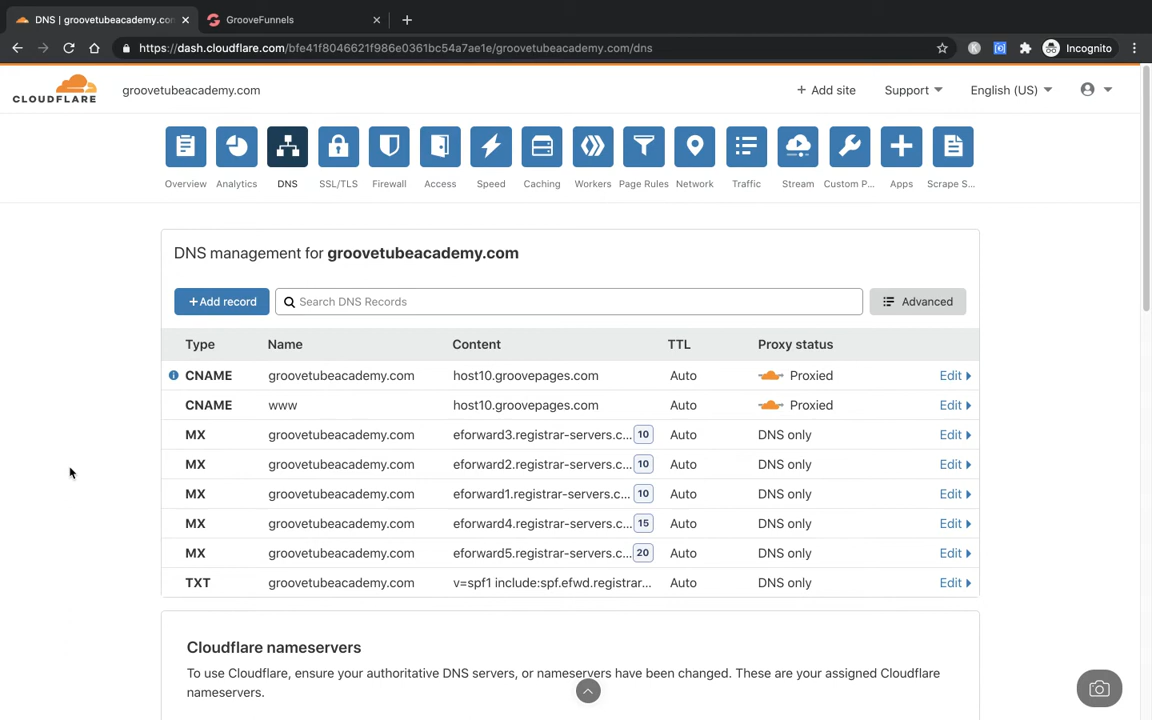 DNS | groovetubeacademy.com
GrooveFunnels
https://dash.cloudflare.com/bfe41f8046621f986e0361bc54a7ae1e/groovetubeacademy.com/dns
K
Incognito
CLOUDFLARE
groovetubeacademy.com
+ Add site
Support
English (US)
Overview
Analytics
DNS
SSL/TLS
Firewall
Access
Speed
Caching
Workers
Page Rules
Network
Traffic
Stream
Custom P...
Apps
Scrape S...
DNS management for groovetubeacademy.com
+Add record
Search DNS Records
Advanced
Type Name Content TTL Proxy status
CNAME groovetubeacademy.com host10.groovepages.com Auto Proxied Edit
CNAME www host10.groovepages.com Auto Proxied Edit
MX groovetubeacademy.com eforward3.registrar-servers.c... 10 Auto DNS only Edit
MX groovetubeacademy.com eforward2.registrar-servers.c... 10 Auto DNS only Edit
MX groovetubeacademy.com eforward1.registrar-servers.c... 10 Auto DNS only Edit
MX groovetubeacademy.com eforward4.registrar-servers.c... 15 Auto DNS only Edit
MX groovetubeacademy.com eforward5.registrar-servers.c... 20 Auto DNS only Edit
TXT groovetubeacademy.com v=spf1 include:spf.efwd.registrar... Auto DNS only Edit
Cloudflare nameservers
To use Cloudflare, ensure your authoritative DNS servers, or nameservers have been changed. These are your assigned Cloudflare
nameservers.